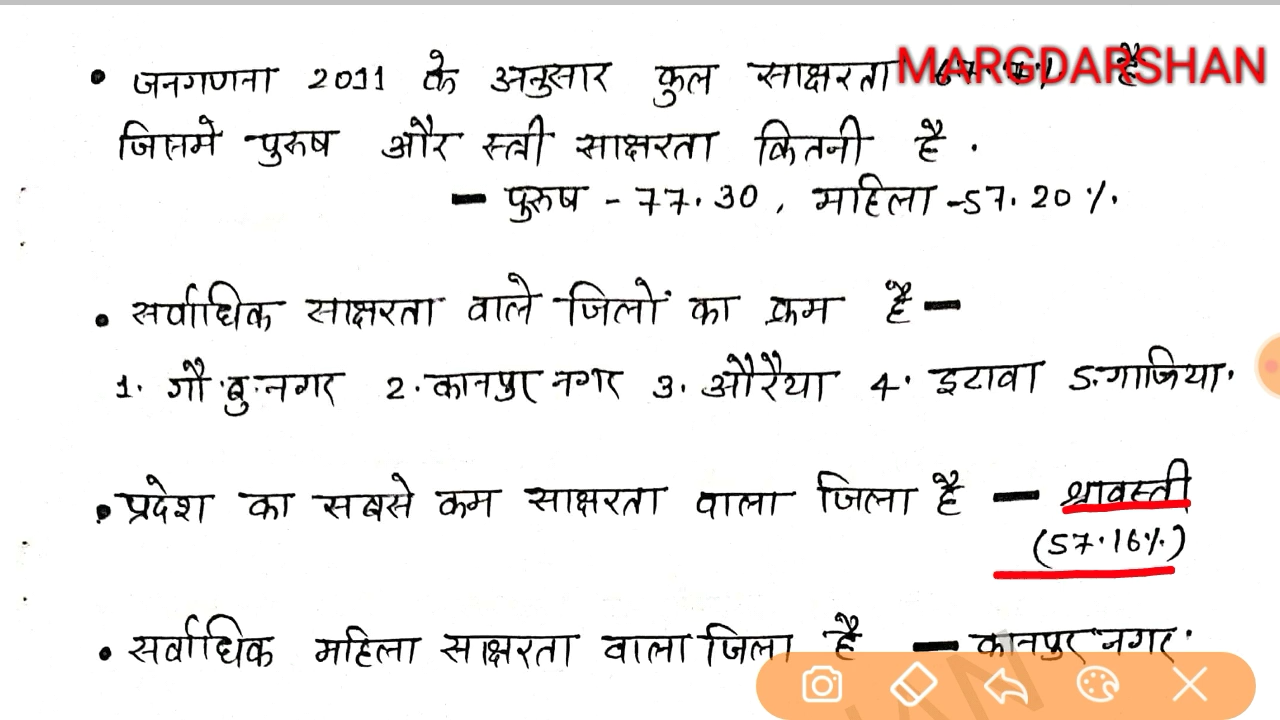 MARGDARSHAN
• जनगणना 2011 के अनुसार कुल साक्षरता है
जिसमे पुरुष और स्त्री साक्षरता कितनी है .
– पुरुष - 77.30 , महिला - 57.20 %.
• सर्वाधिक साक्षरता वाले जिलों का क्रम है –
1. गौ.बु.नगर 2. कानपुर नगर 3. औरैया 4. इटावा 5. गाजिया.
• प्रदेश का सबसे कम साक्षरता वाला जिला है – श्रावस्ती
(57.16%)
• सर्वाधिक महिला साक्षरता वाला जिला है – कानपुर नगर.